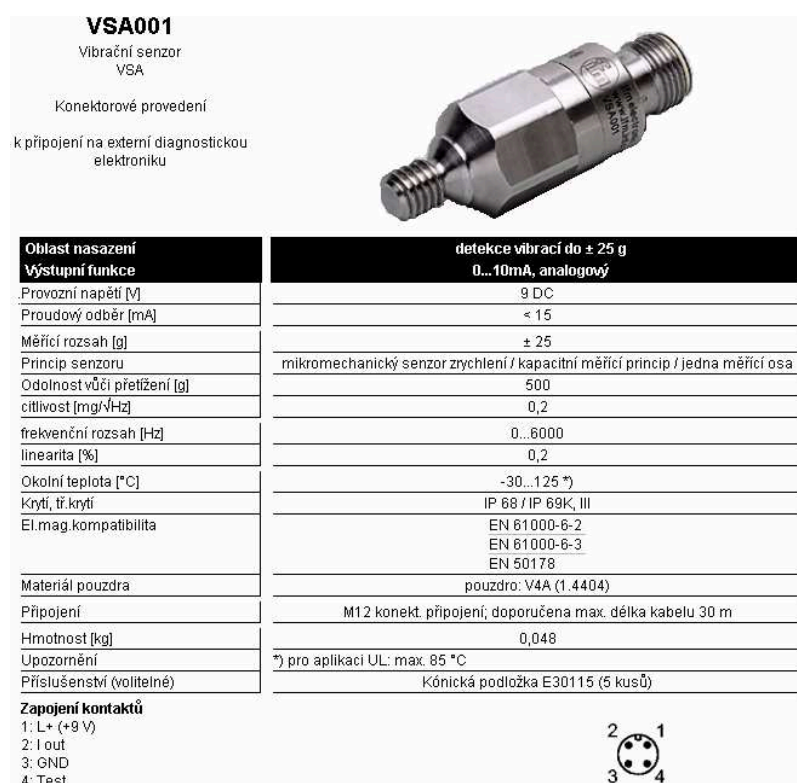 VSA001
Vibrační senzor
VSA
Konektorové provedení
k připojení na externí diagnostickou
elektroniku
ifm electronic
www.ifm.
VSA001
Oblast nasazení detekce vibrací do ± 25 g
Výstupní funkce 0...10mA, analogový
Provozní napětí [V] 9 DC
Proudový odběr [mA] < 15
Měřící rozsah [g] ± 25
Princip senzoru mikromechanický senzor zrychlení / kapacitní měřící princip / jedna měřící osa
Odolnost vůči přetížení [g] 500
citlivost [mg/√Hz] 0,2
frekvenční rozsah [Hz] 0...6000
linearita [%] 0,2
Okolní teplota [°C] -30...125 *)
Krytí, tř.krytí IP 68 / IP 69K, III
El.mag.kompatibilita EN 61000-6-2
EN 61000-6-3
EN 50178
Materiál pouzdra pouzdro: V4A (1.4404)
Připojení M12 konekt. připojení; doporučena max. délka kabelu 30 m
Hmotnost [kg] 0,048
Upozornění *) pro aplikaci UL: max. 85 °C
Příslušenství (volitelné) Kónická podložka E30115 (5 kusů)
Zapojení kontaktů
1: L+ (+9 V)
2: I out
3: GND
4: Test
2 1
3 4